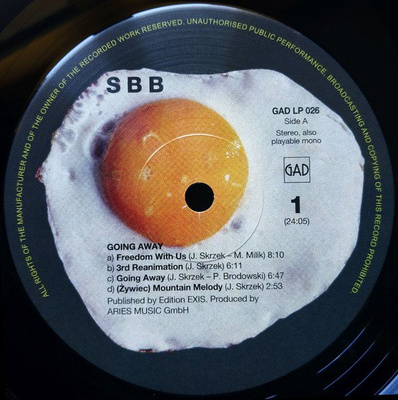 ALL RIGHTS OF THE MANUFACTURER AND OF THE OWNER OF THE RECORDED WORK RESERVED. UNAUTHORISED PUBLIC PERFORMANCE, BROADCASTING AND COPYING OF THIS RECORD PROHIBITED.
SBB
GAD LP 026
Side A
Stereo, also
playable mono
GAD
1
(24:05)
GOING AWAY
a) Freedom With Us (J. Skrzek – M. Milik) 8:10
b) 3rd Reanimation (J. Skrzek) 6:11
c) Going Away (J. Skrzek – P. Brodowski) 6:47
d) (Żywiec) Mountain Melody (J. Skrzek) 2:53
Published by Edition EXIS. Produced by
ARIES MUSIC GmbH